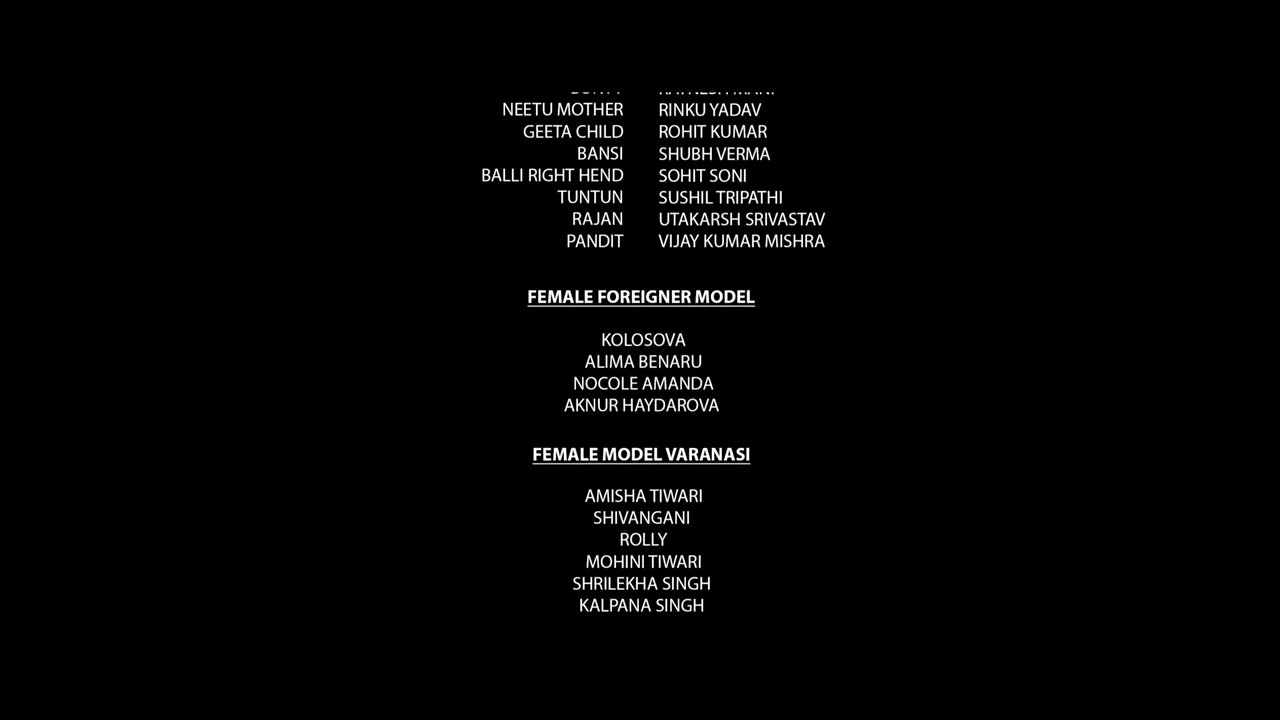 NEETU MOTHER RINKU YADAV
GEETA CHILD ROHIT KUMAR
BANSI SHUBH VERMA
BALLI RIGHT HEND SOHIT SONI
TUNTUN SUSHIL TRIPATHI
RAJAN UTAKARSH SRIVASTAV
PANDIT VIJAY KUMAR MISHRA
FEMALE FOREIGNER MODEL
KOLOSOVA
ALIMA BENARU
NOCOLE AMANDA
AKNUR HAYDAROVA
FEMALE MODEL VARANASI
AMISHA TIWARI
SHIVANGANI
ROLLY
MOHINI TIWARI
SHRILEKHA SINGH
KALPANA SINGH